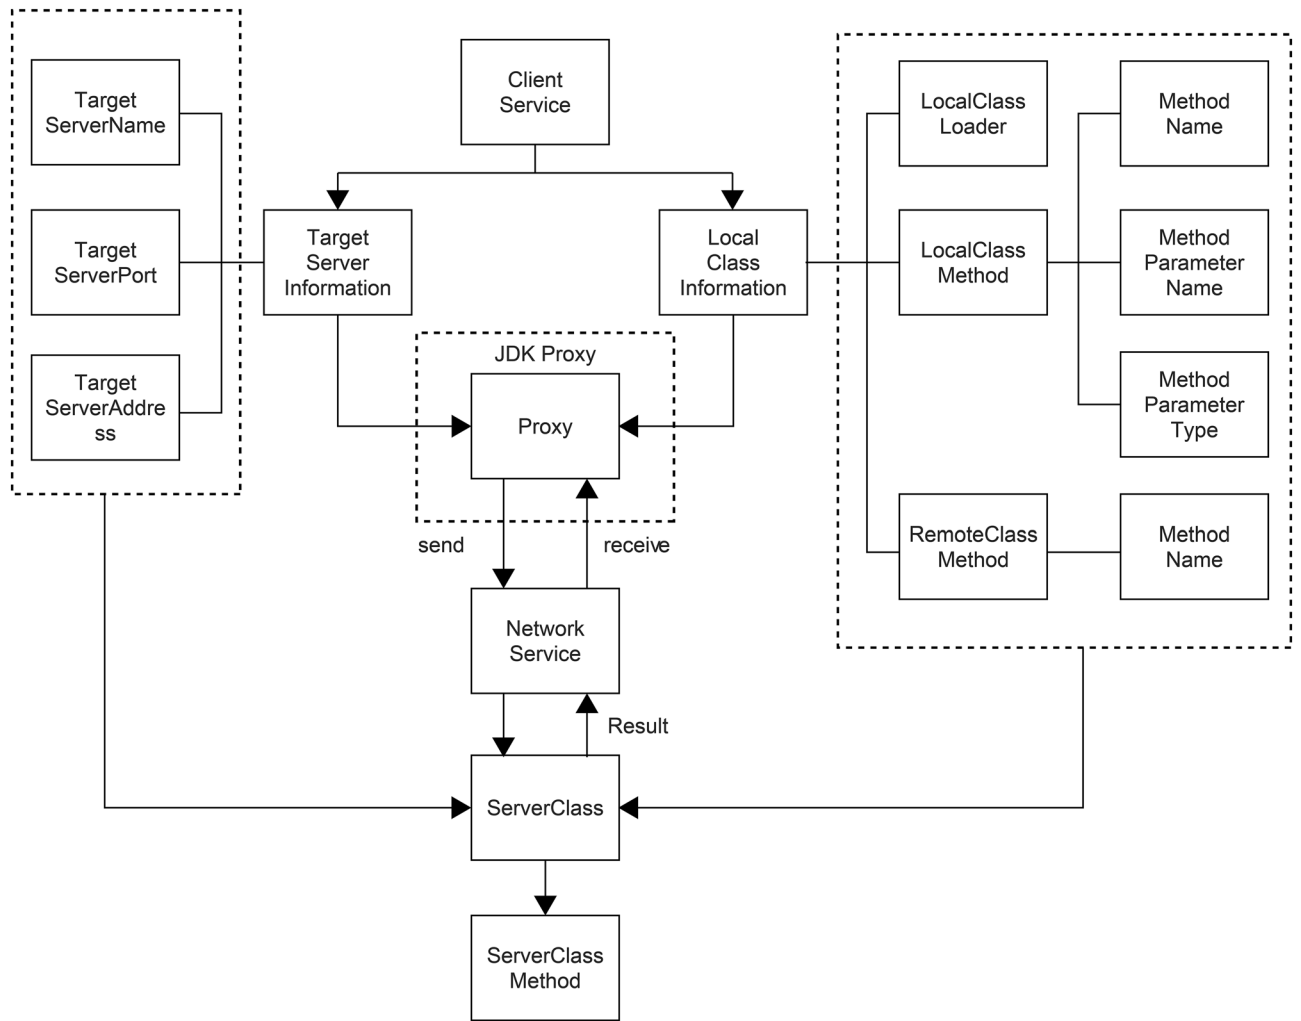 Client
Service
Target
ServerName
Target
ServerPort
Target
ServerAddre
ss
Target
Server
Information
Local
Class
Information
LocalClass
Loader
LocalClass
Method
RemoteClass
Method
Method
Name
Method
Parameter
Name
Method
Parameter
Type
Method
Name
JDK Proxy
Proxy
send
receive
Network
Service
Result
ServerClass
ServerClass
Method